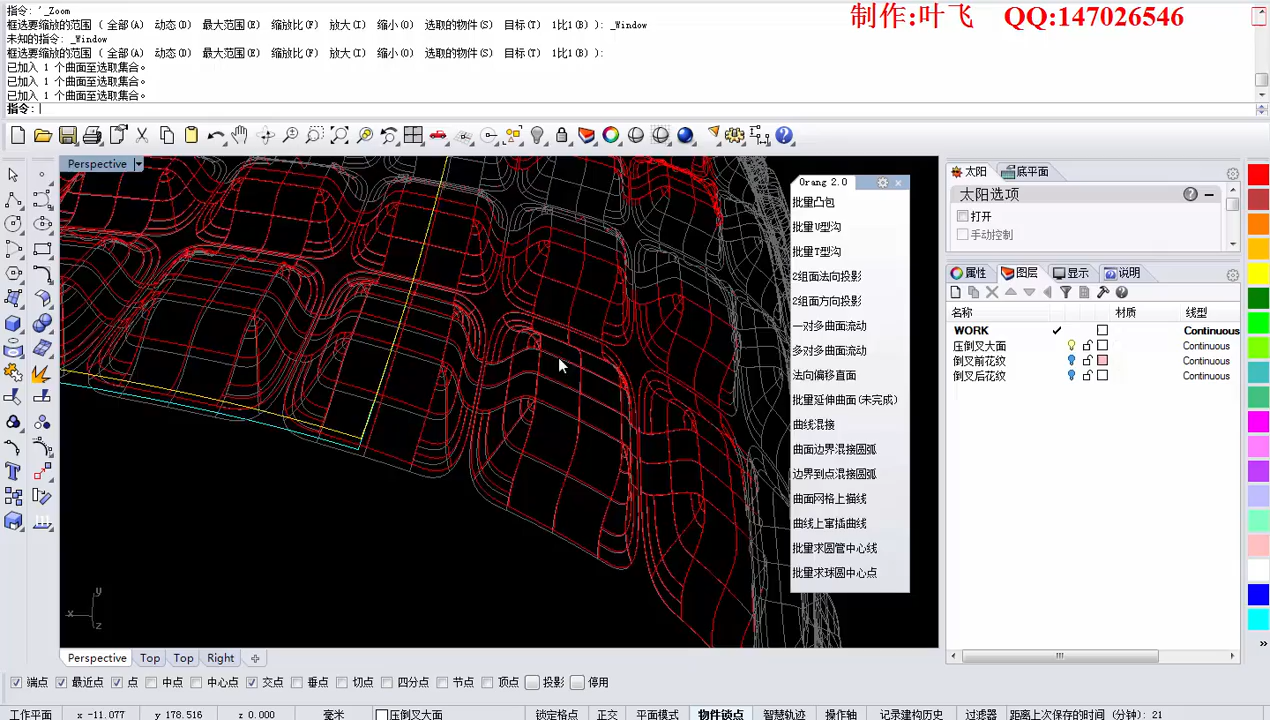 指令: '_Zoom
框选要缩放的范围 ( 全部(A)  动态(D)  最大范围(E)  缩放比(F)  放大(I)  缩小(O)  选取的物件(S)  目标(T)  1比1(B) ): _Window
未知的指令: _Window
框选要缩放的范围 ( 全部(A)  动态(D)  最大范围(E)  缩放比(F)  放大(I)  缩小(O)  选取的物件(S)  目标(T)  1比1(B) ):
已加入 1 个曲面至选取集合。
已加入 1 个曲面至选取集合。
已加入 1 个曲面至选取集合。
指令:
制作:叶飞  QQ:147026546
Perspective
Orang 2.0
批量凸包
批量U型沟
批量T型沟
2组面法向投影
2组面方向投影
一对多曲面流动
多对多曲面流动
法向偏移直面
批量延伸曲面(未完成)
曲线混接
曲面边界混接圆弧
边界到点混接圆弧
曲面网格上描线
曲线上窜插曲线
批量求圆管中心线
批量求球圆中心点
y
x
z
太阳 底平面
太阳选项
打开
手动控制
属性 图层 显示 说明
名称 材质 线型
WORK Continuous
压倒叉大面 Continuous
倒叉前花纹 Continuous
倒叉后花纹 Continuous
Perspective Top Top Right
端点 最近点 点 中点 中心点 交点 垂点 切点 四分点 节点 顶点 投影 停用
工作平面 x -11.077 y 178.516 z 0.000 毫米 压倒叉大面 锁定格点 正交 平面模式 物件锁点 智慧轨迹 操作轴 记录建构历史 过滤器 距离上次保存的时间 (分钟): 21